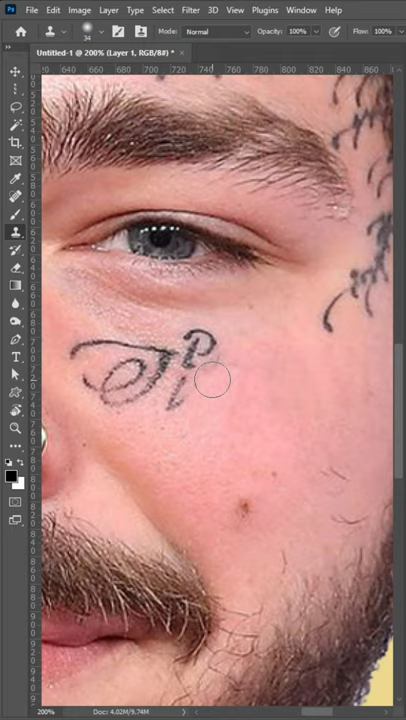 Ps File Edit Image Layer Type Select Filter 3D View Plugins Window Help
34 Mode: Normal Opacity: 100% Flow: 100%
Untitled-1 @ 200% (Layer 1, RGB/8#) * ×
640 660 680 700 720 740 760 780 800 820 840 860
200% Doc: 4.02M/9.74M